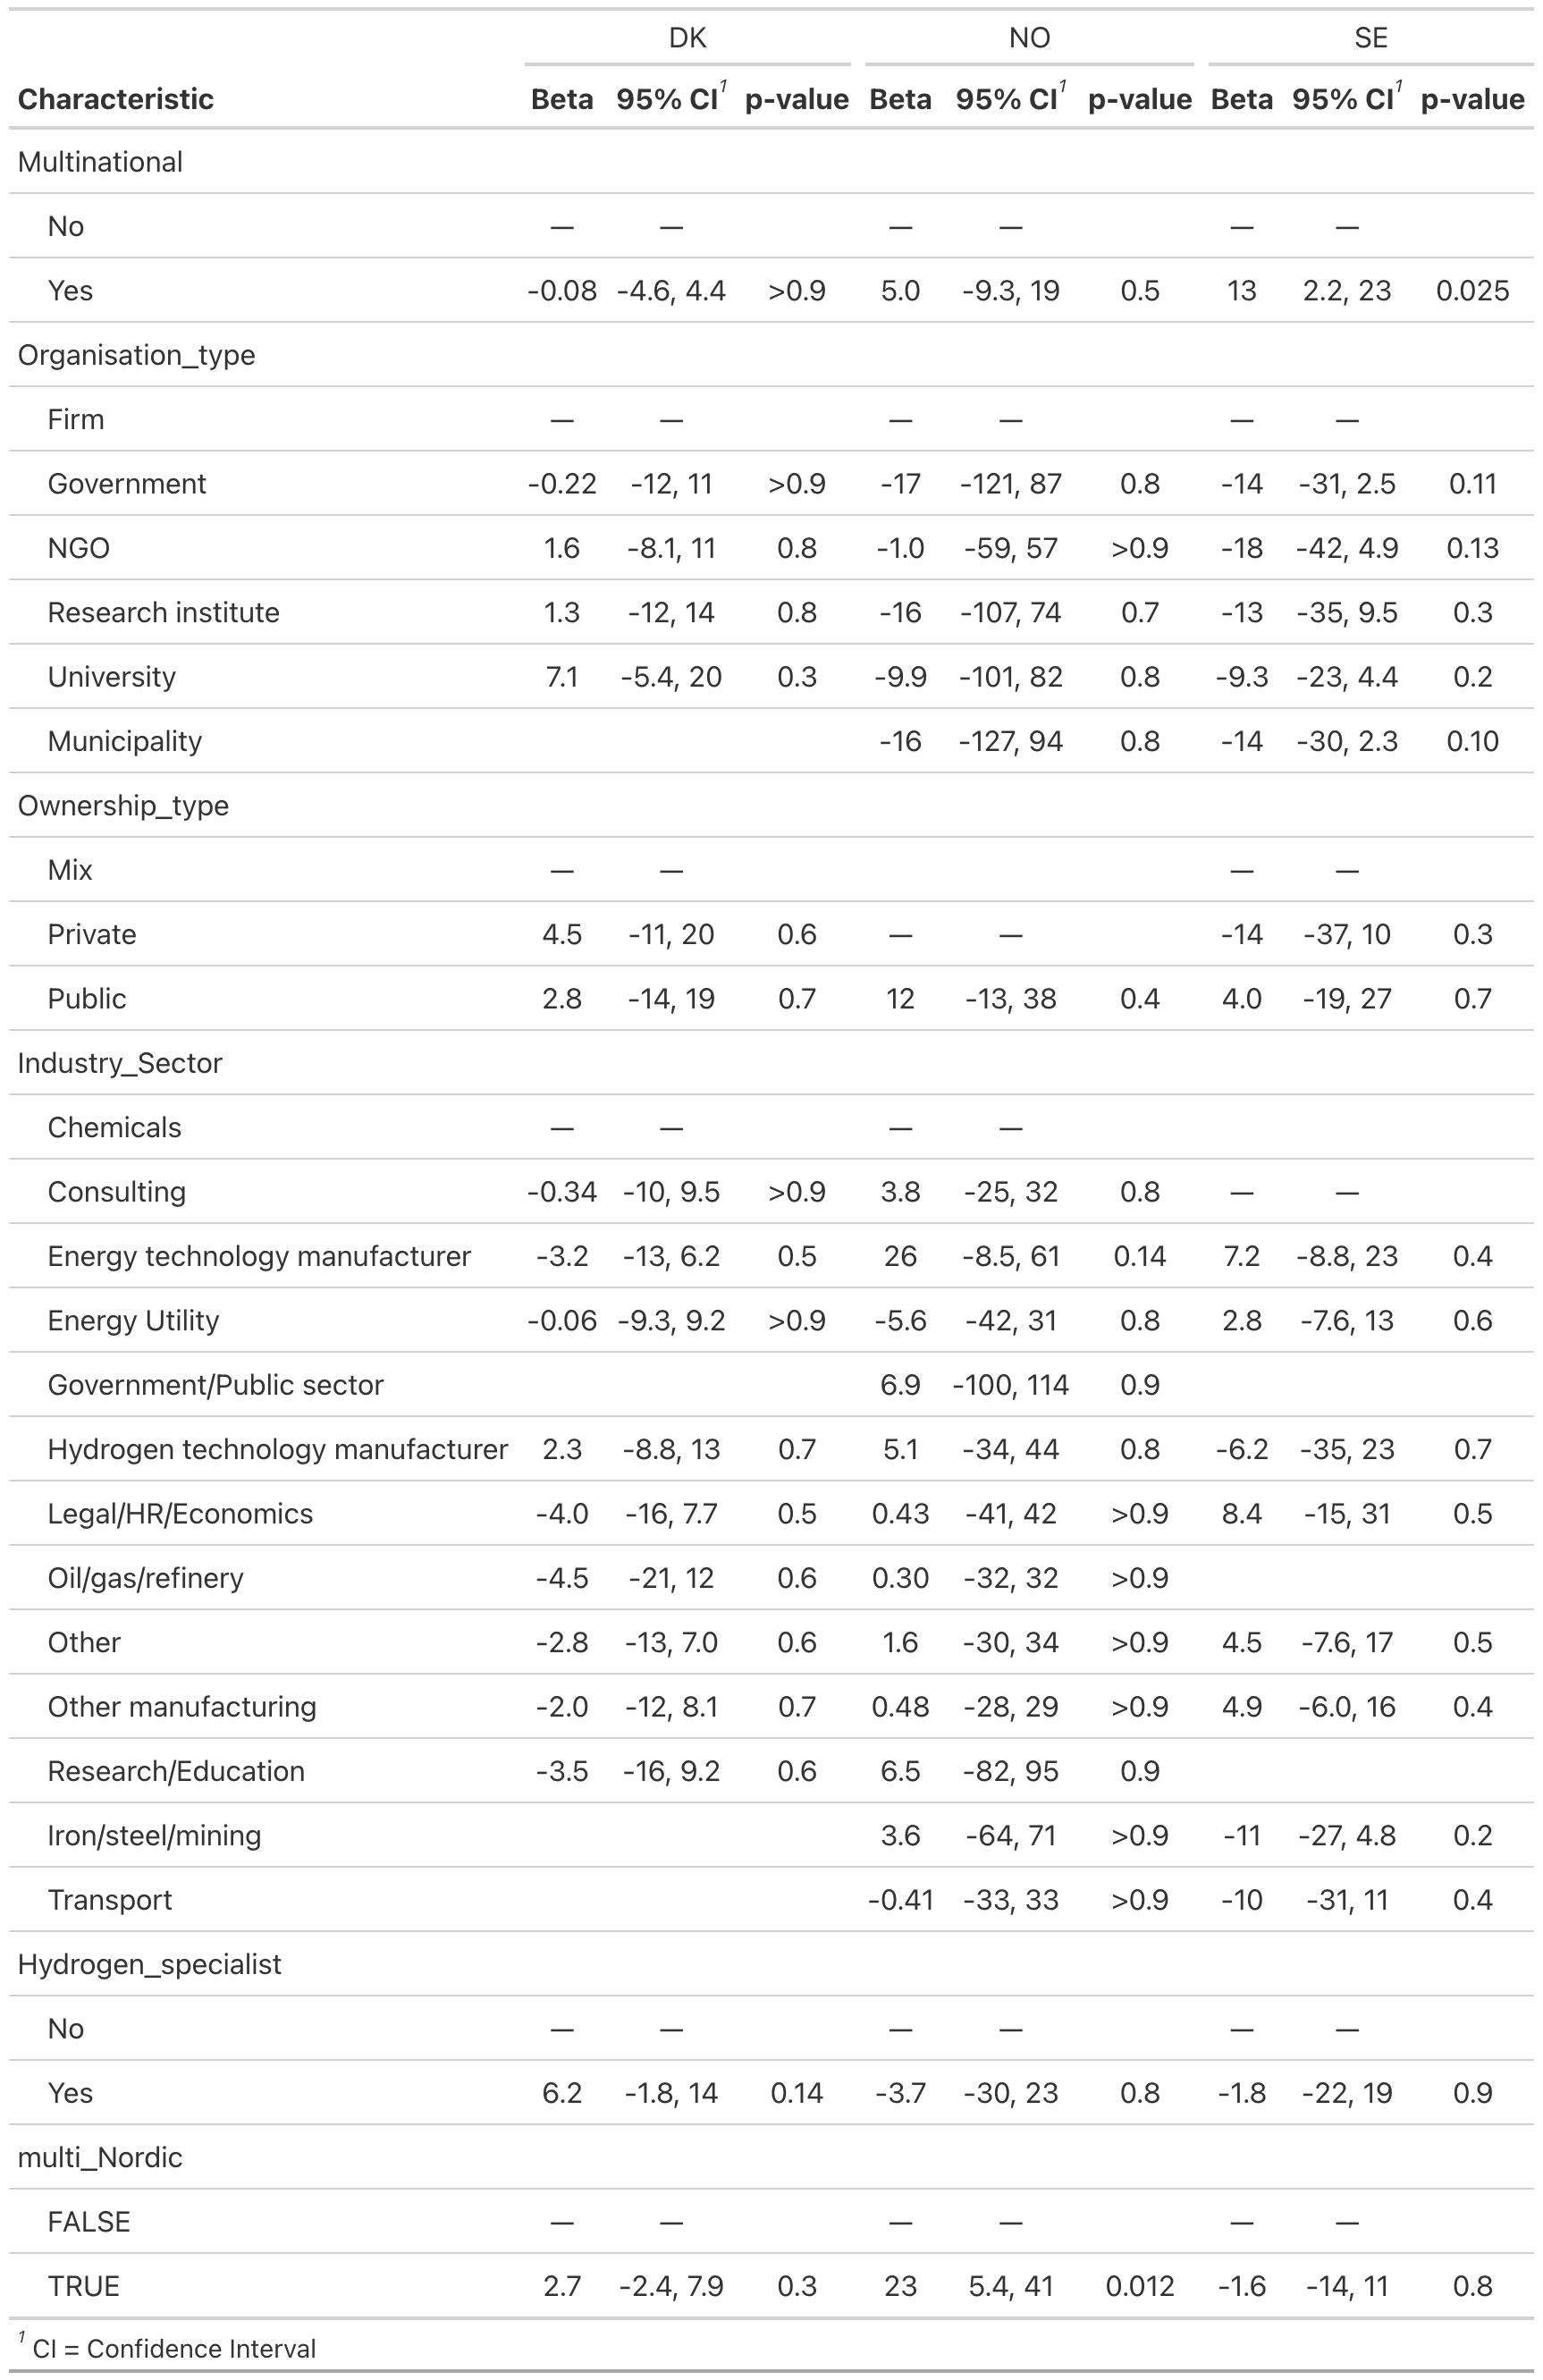 DK NO SE
Characteristic Beta 95% CI1 p-value Beta 95% CI1 p-value Beta 95% CI1 p-value
Multinational
No — — — — — —
Yes -0.08 -4.6, 4.4 >0.9 5.0 -9.3, 19 0.5 13 2.2, 23 0.025
Organisation_type
Firm — — — — — —
Government -0.22 -12, 11 >0.9 -17 -121, 87 0.8 -14 -31, 2.5 0.11
NGO 1.6 -8.1, 11 0.8 -1.0 -59, 57 >0.9 -18 -42, 4.9 0.13
Research institute 1.3 -12, 14 0.8 -16 -107, 74 0.7 -13 -35, 9.5 0.3
University 7.1 -5.4, 20 0.3 -9.9 -101, 82 0.8 -9.3 -23, 4.4 0.2
Municipality -16 -127, 94 0.8 -14 -30, 2.3 0.10
Ownership_type
Mix — — — —
Private 4.5 -11, 20 0.6 — — -14 -37, 10 0.3
Public 2.8 -14, 19 0.7 12 -13, 38 0.4 4.0 -19, 27 0.7
Industry_Sector
Chemicals — — — —
Consulting -0.34 -10, 9.5 >0.9 3.8 -25, 32 0.8 — —
Energy technology manufacturer -3.2 -13, 6.2 0.5 26 -8.5, 61 0.14 7.2 -8.8, 23 0.4
Energy Utility -0.06 -9.3, 9.2 >0.9 -5.6 -42, 31 0.8 2.8 -7.6, 13 0.6
Government/Public sector 6.9 -100, 114 0.9
Hydrogen technology manufacturer 2.3 -8.8, 13 0.7 5.1 -34, 44 0.8 -6.2 -35, 23 0.7
Legal/HR/Economics -4.0 -16, 7.7 0.5 0.43 -41, 42 >0.9 8.4 -15, 31 0.5
Oil/gas/refinery -4.5 -21, 12 0.6 0.30 -32, 32 >0.9
Other -2.8 -13, 7.0 0.6 1.6 -30, 34 >0.9 4.5 -7.6, 17 0.5
Other manufacturing -2.0 -12, 8.1 0.7 0.48 -28, 29 >0.9 4.9 -6.0, 16 0.4
Research/Education -3.5 -16, 9.2 0.6 6.5 -82, 95 0.9
Iron/steel/mining 3.6 -64, 71 >0.9 -11 -27, 4.8 0.2
Transport -0.41 -33, 33 >0.9 -10 -31, 11 0.4
Hydrogen_specialist
No — — — — — —
Yes 6.2 -1.8, 14 0.14 -3.7 -30, 23 0.8 -1.8 -22, 19 0.9
multi_Nordic
FALSE — — — — — —
TRUE 2.7 -2.4, 7.9 0.3 23 5.4, 41 0.012 -1.6 -14, 11 0.8
1 CI = Confidence Interval